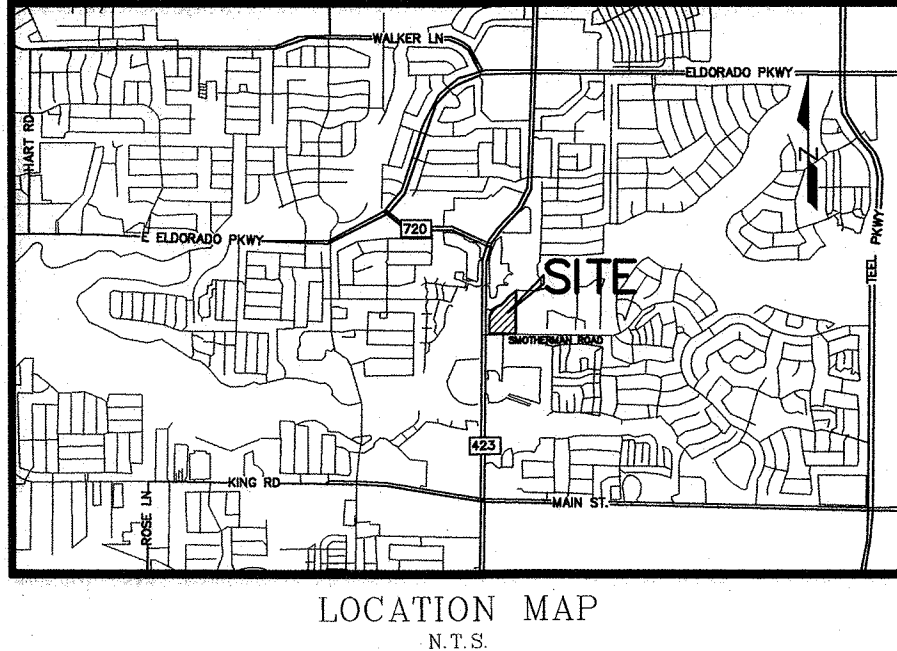 WALKER LN
ELDORADO PKWY
HART RD
N
E ELDORADO PKWY
720
TEEL PKWY
SITE
SMOTHERMAN ROAD
423
KING RD
MAIN ST.
ROSE LN
LOCATION MAP
N.T.S.